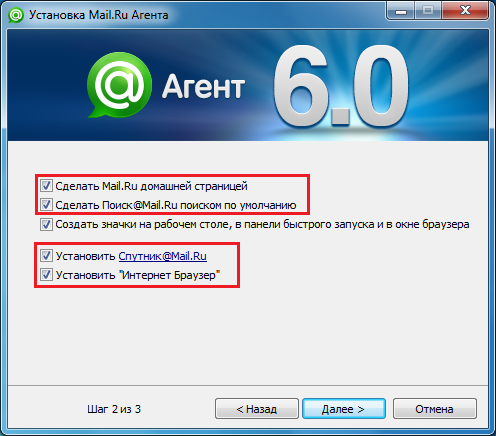 Установка Mail.Ru Агента
@ Агент 6.0
Сделать Mail.Ru домашней страницей
Сделать Поиск@Mail.Ru поиском по умолчанию
Создать значки на рабочем столе, в панели быстрого запуска и в окне браузера
Установить Спутник@Mail.Ru
Установить "Интернет Браузер"
Шаг 2 из 3
< Назад
Далее >
Отмена